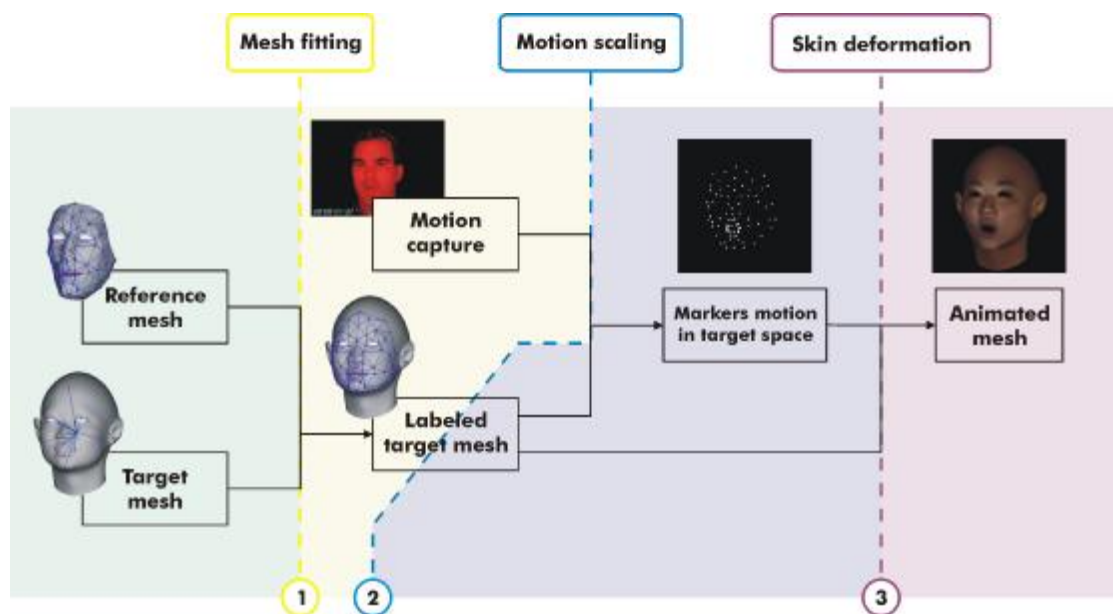 Mesh fitting
Motion scaling
Skin deformation
Motion
capture
Reference
mesh
Markers motion
in target space
Animated
mesh
Labeled
target mesh
Target
mesh
1
2
3